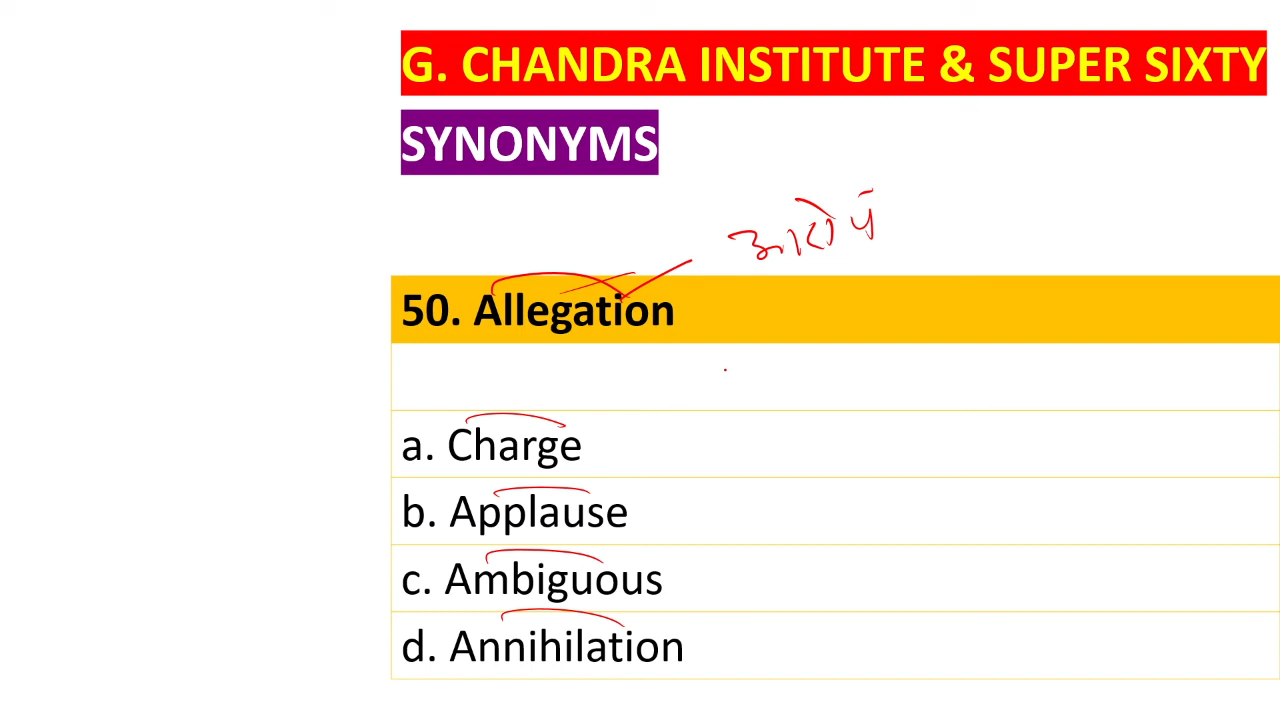 G. CHANDRA INSTITUTE & SUPER SIXTY
SYNONYMS
आरोप
50. Allegation
a. Charge
b. Applause
c. Ambiguous
d. Annihilation